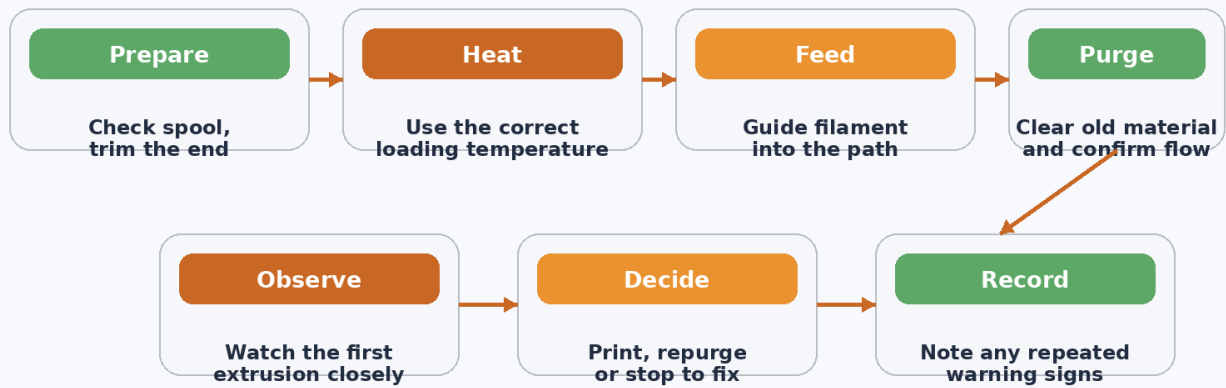 Prepare
Check spool,
trim the end
Heat
Use the correct
loading temperature
Feed
Guide filament
into the path
Purge
Clear old material
and confirm flow
Observe
Watch the first
extrusion closely
Decide
Print, repurge
or stop to fix
Record
Note any repeated
warning signs